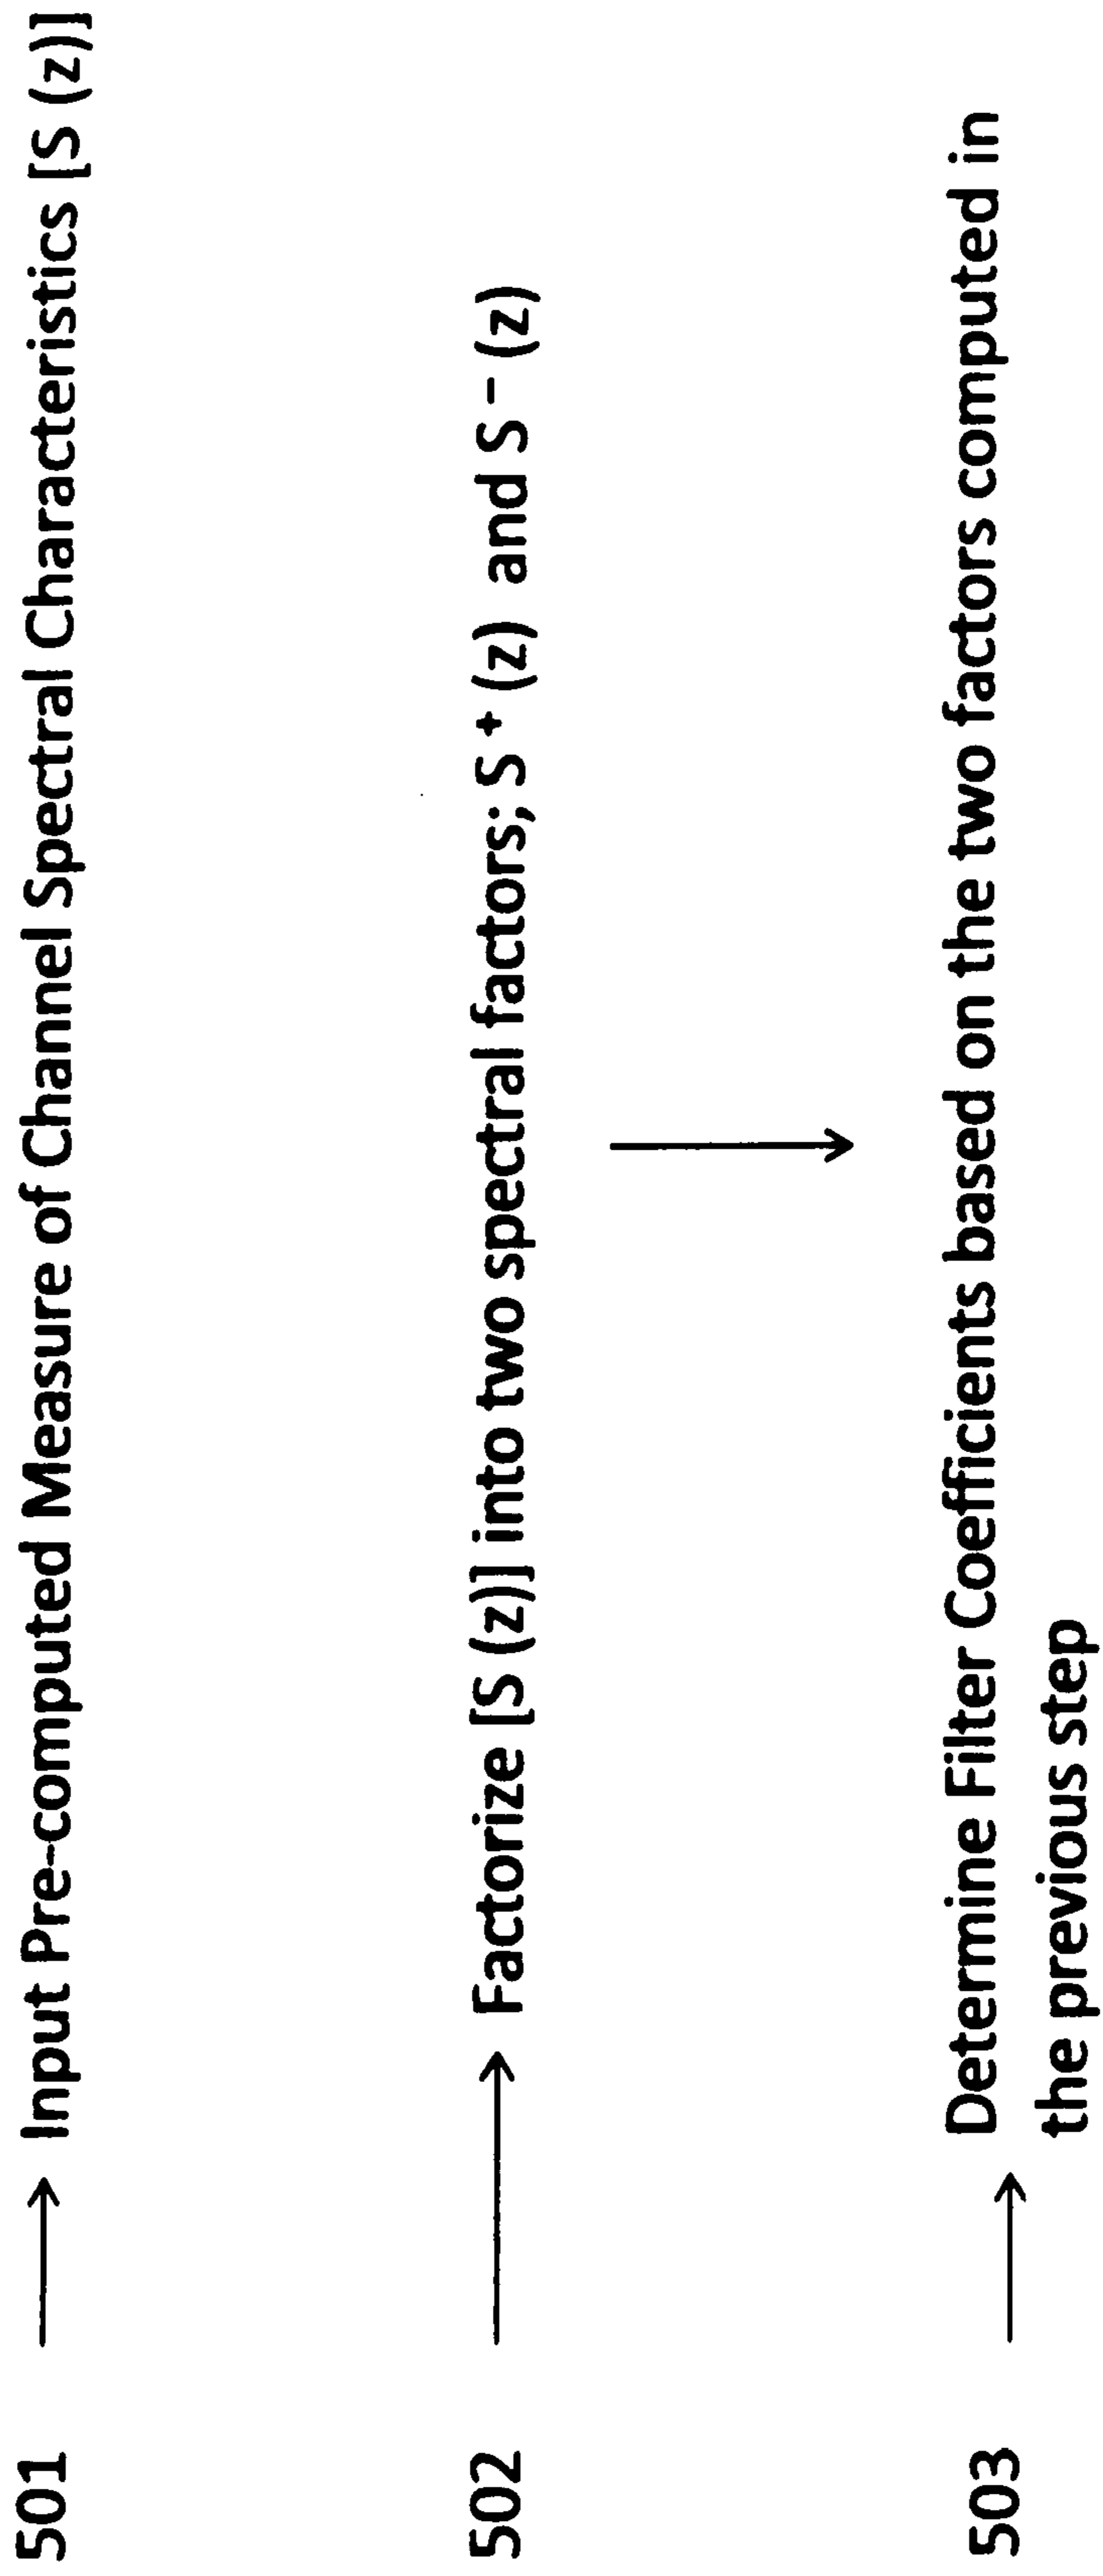 501 Input Pre-computed Measure of Channel Spectral Characteristics [S (z)]
502 Factorize [S (z)] into two spectral factors; S + (z) and S – (z)
503 Determine Filter Coefficients based on the two factors computed in
the previous step